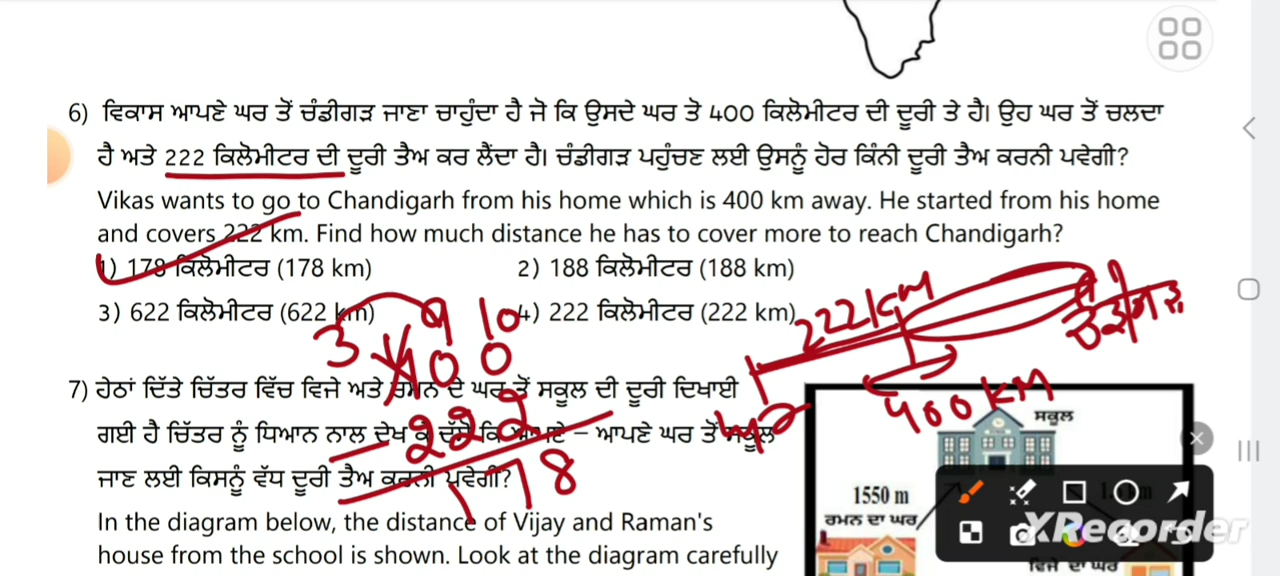 6) ਵਿਕਾਸ ਆਪਣੇ ਘਰ ਤੋਂ ਚੰਡੀਗੜ ਜਾਣਾ ਚਾਹੁੰਦਾ ਹੈ ਜੋ ਕਿ ਉਸਦੇ ਘਰ ਤੋ 400 ਕਿਲੋਮੀਟਰ ਦੀ ਦੂਰੀ ਤੇ ਹੈ। ਉਹ ਘਰ ਤੋਂ ਚਲਦਾ
ਹੈ ਅਤੇ 222 ਕਿਲੋਮੀਟਰ ਦੀ ਦੂਰੀ ਤੈਅ ਕਰ ਲੈਂਦਾ ਹੈ। ਚੰਡੀਗੜ ਪਹੁੰਚਣ ਲਈ ਉਸਨੂੰ ਹੋਰ ਕਿੰਨੀ ਦੂਰੀ ਤੈਅ ਕਰਨੀ ਪਵੇਗੀ?
Vikas wants to go to Chandigarh from his home which is 400 km away. He started from his home
and covers 222 km. Find how much distance he has to cover more to reach Chandigarh?
1) 178 ਕਿਲੋਮੀਟਰ (178 km) 2) 188 ਕਿਲੋਮੀਟਰ (188 km)
3) 622 ਕਿਲੋਮੀਟਰ (622 km) 4) 222 ਕਿਲੋਮੀਟਰ (222 km)
222 km
ਚੰਡੀਗੜ
3 9 10
400
400 km
-222
ਘਰ
178
7) ਹੇਠਾਂ ਦਿੱਤੇ ਚਿੱਤਰ ਵਿੱਚ ਵਿਜੇ ਅਤੇ ਰਮਨ ਦੇ ਘਰ ਤੋਂ ਸਕੂਲ ਦੀ ਦੂਰੀ ਦਿਖਾਈ
ਗਈ ਹੈ ਚਿੱਤਰ ਨੂੰ ਧਿਆਨ ਨਾਲ ਦੇਖ ਕੇ ਦੱਸੋ ਕਿ ਆਪਣੇ – ਆਪਣੇ ਘਰ ਤੋਂ ਸਕੂਲ
ਜਾਣ ਲਈ ਕਿਸਨੂੰ ਵੱਧ ਦੂਰੀ ਤੈਅ ਕਰਨੀ ਪਵੇਗੀ?
In the diagram below, the distance of Vijay and Raman's
house from the school is shown. Look at the diagram carefully
ਸਕੂਲ
1550 m
ਰਮਨ ਦਾ ਘਰ
ਵਿਜੇ ਦਾ ਘਰ
XRecorder